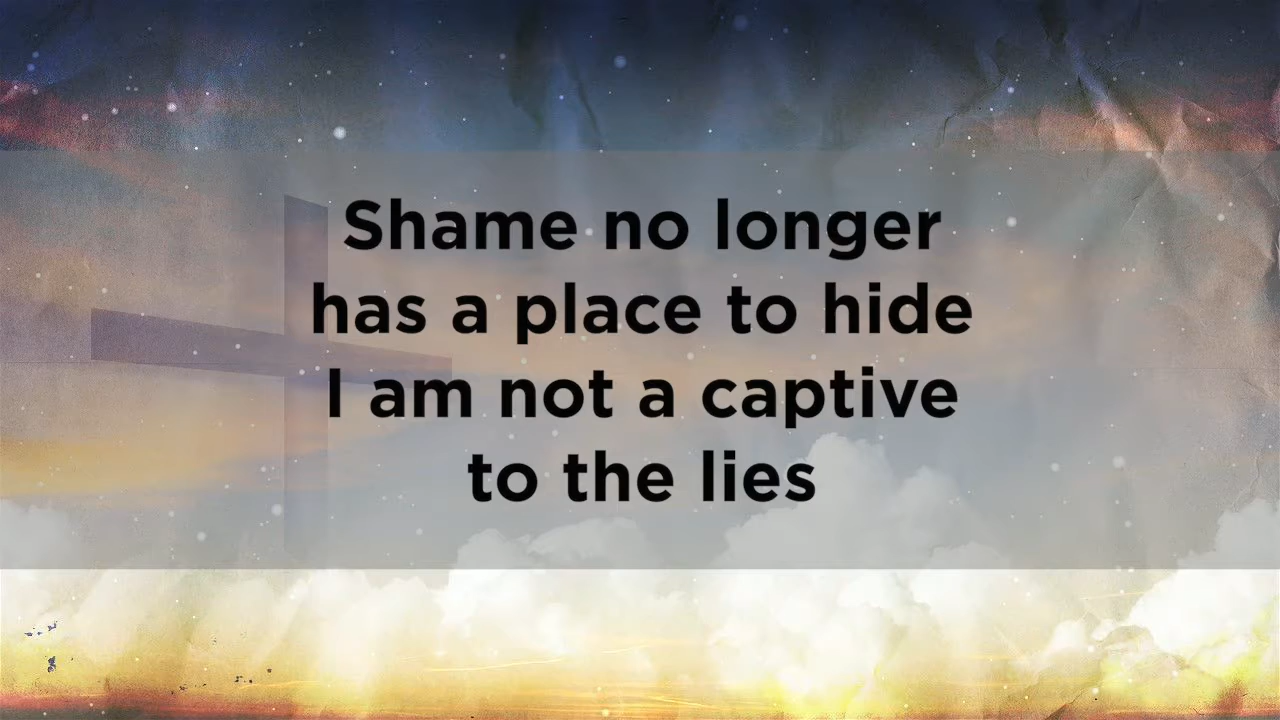 Shame no longer
has a place to hide
I am not a captive
to the lies